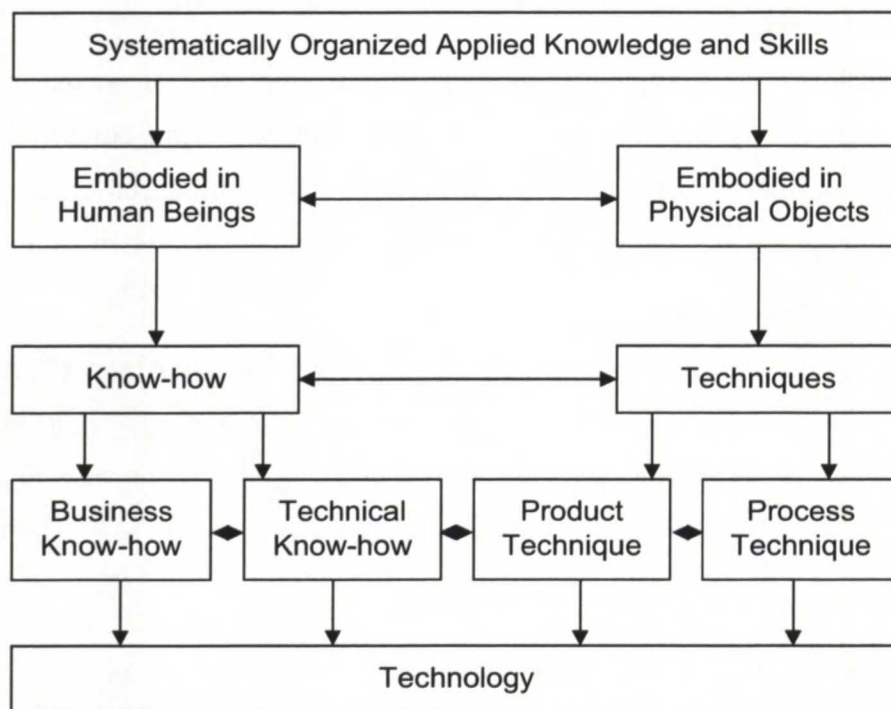 Systematically Organized Applied Knowledge and Skills
Embodied in
Human Beings
Embodied in
Physical Objects
Know-how
Techniques
Business
Know-how
Technical
Know-how
Product
Technique
Process
Technique
Technology